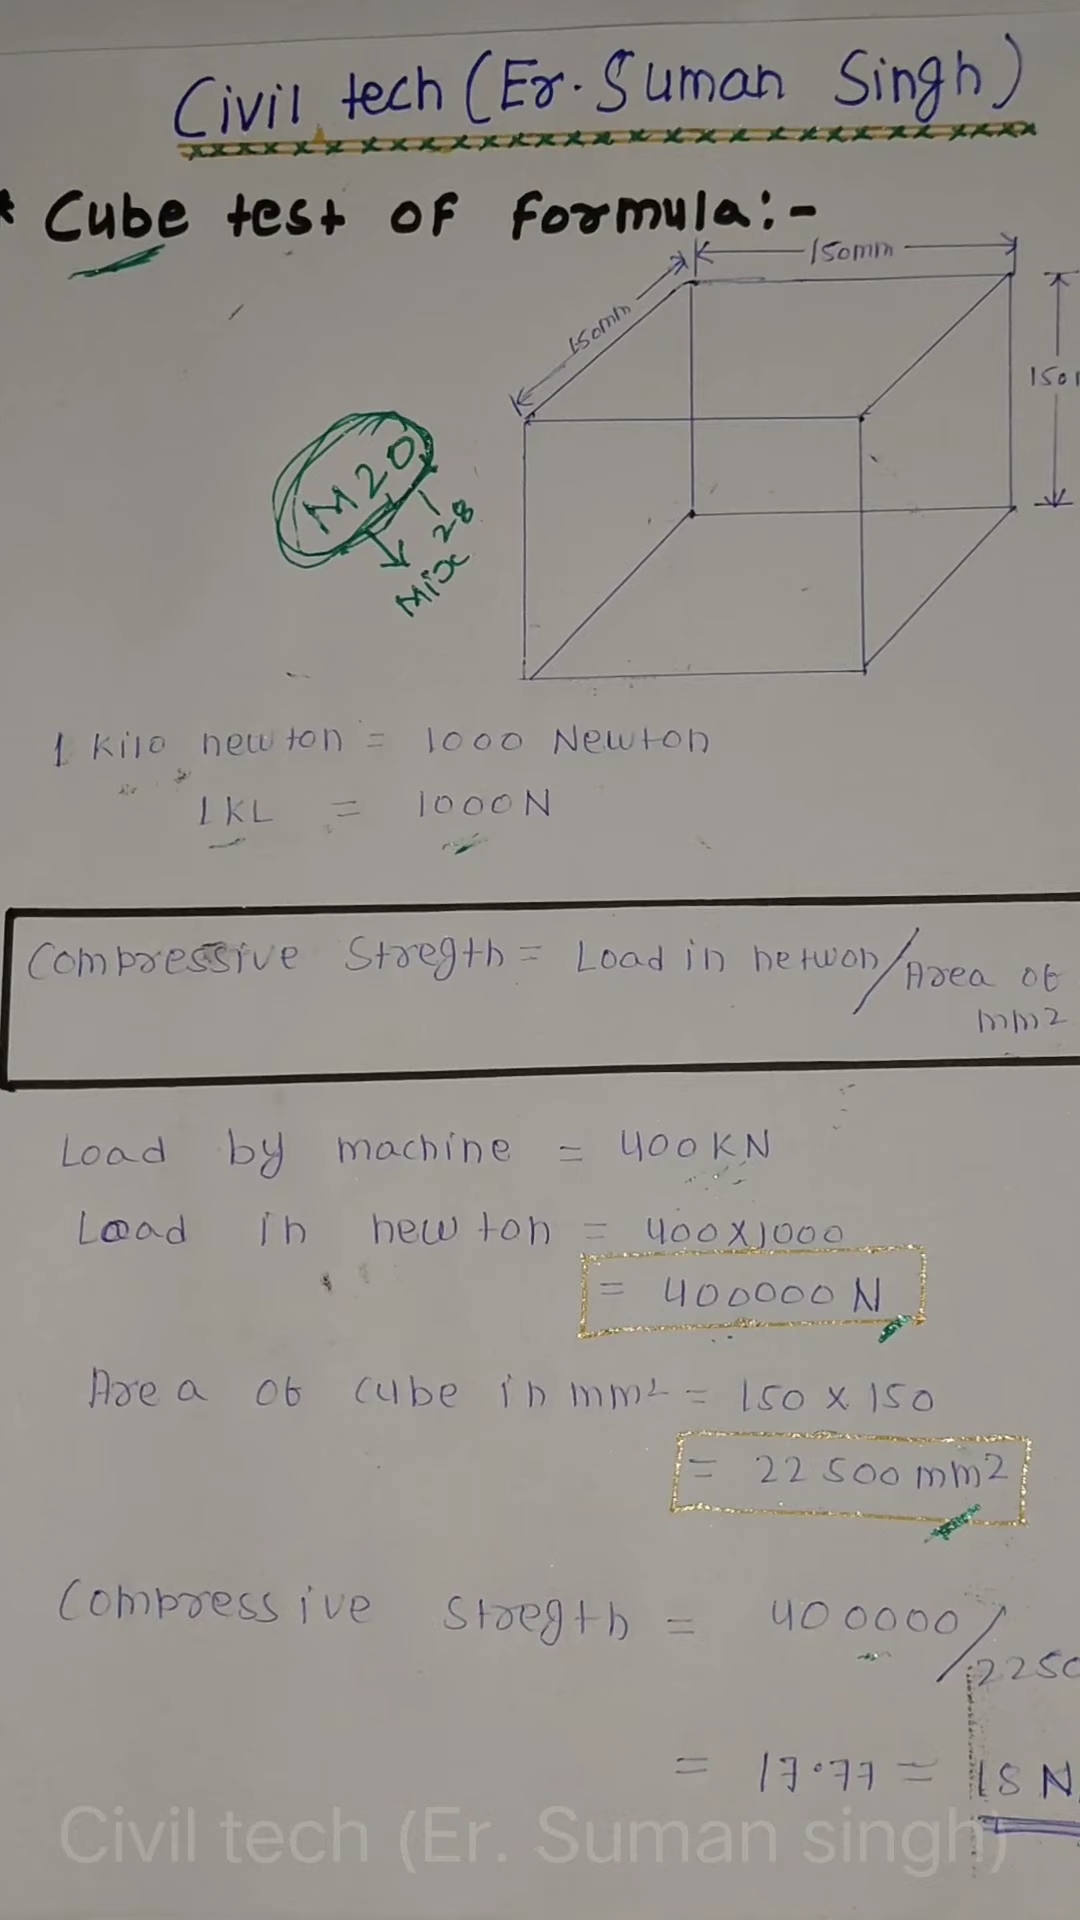 Civil tech (Er. Suman Singh)
* Cube test of formula:-
150mm
150mm
M20
28
Mix
1 Kilo newton = 1000 Newton
1KL = 1000N
Compressive Stregth = Load in netwon/Area of
mm2
Load by machine = 400KN
Load in newton = 400x1000
= 400000 N
Area of cube in mm2 = 150 x 150
= 22500 mm2
Compressive Stregth = 400000/
= 17.77 = 18 N
Civil tech (Er. Suman singh)